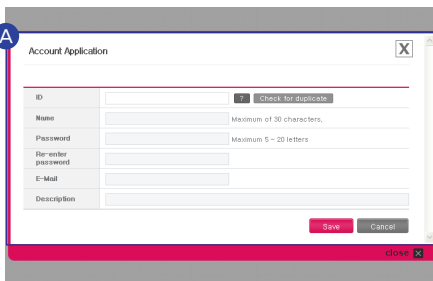 A
Account Application
X
ID ? Check for duplicate
Name Maximum of 30 characters,
Password Maximum 5 - 20 letters
Re-enter
password
E-Mail
Description
Save Cancel
close X